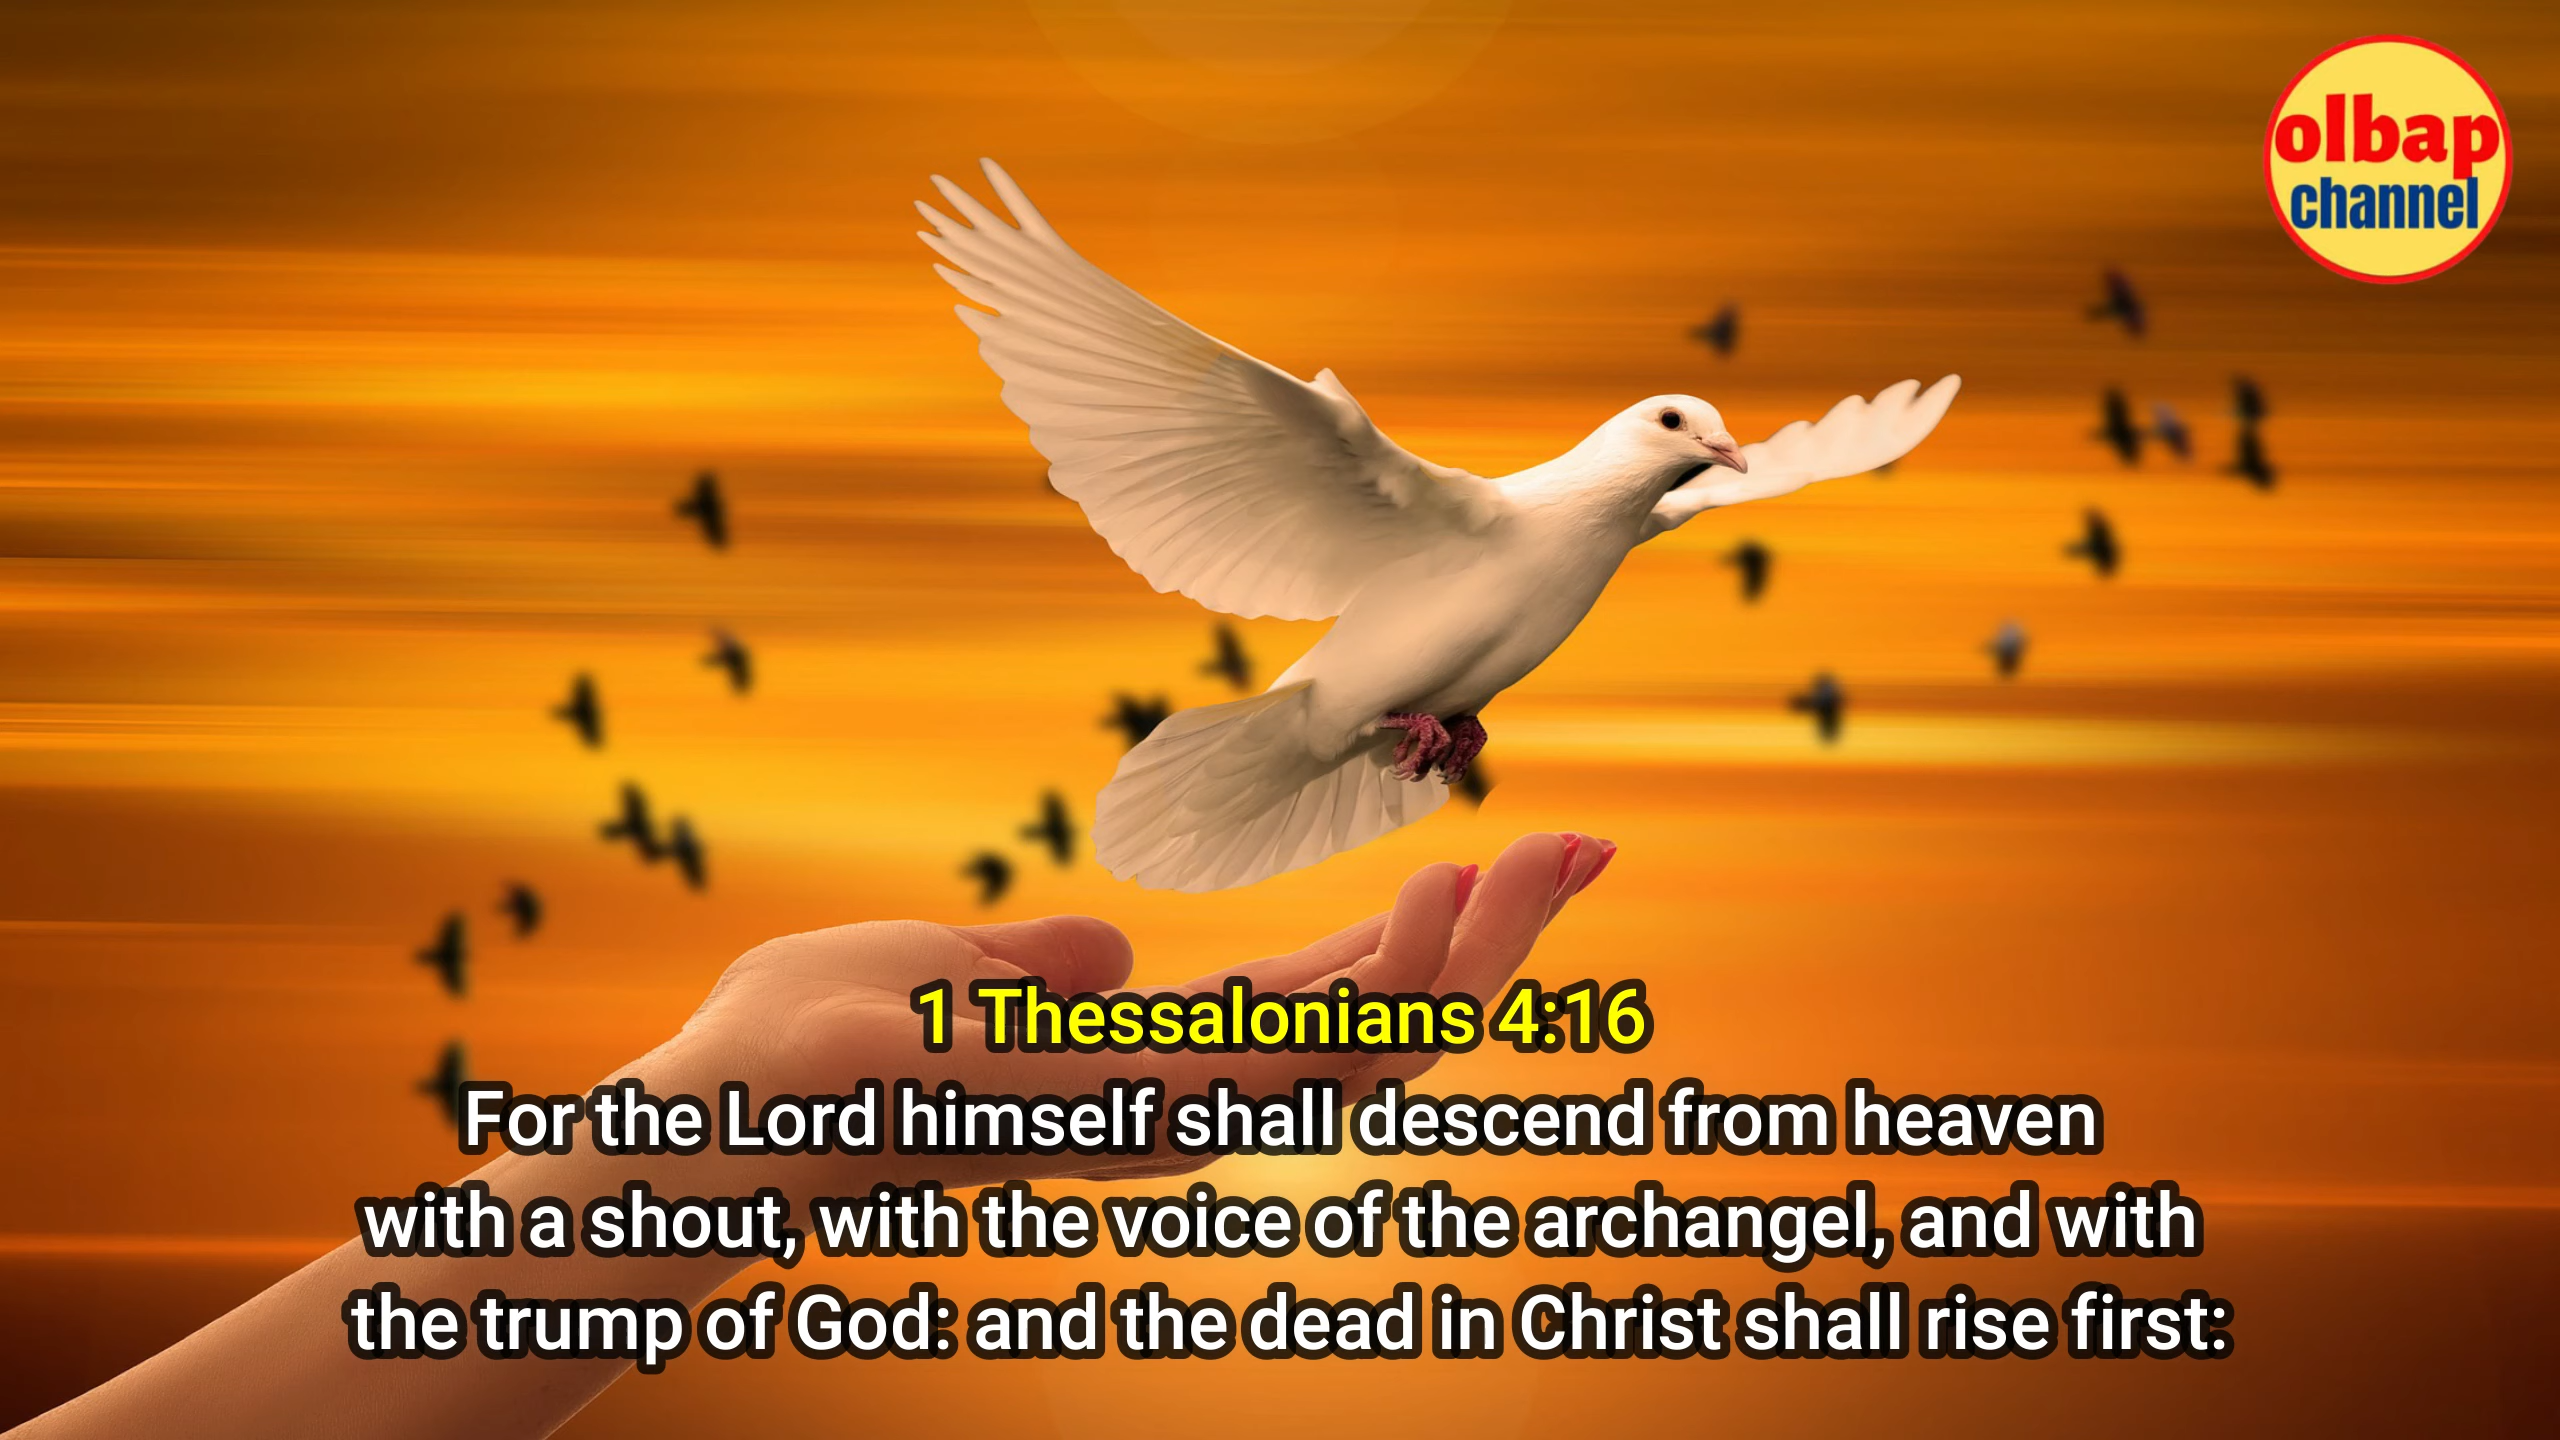 olbap
channel
1 Thessalonians 4:16
For the Lord himself shall descend from heaven
with a shout, with the voice of the archangel, and with
the trump of God: and the dead in Christ shall rise first: